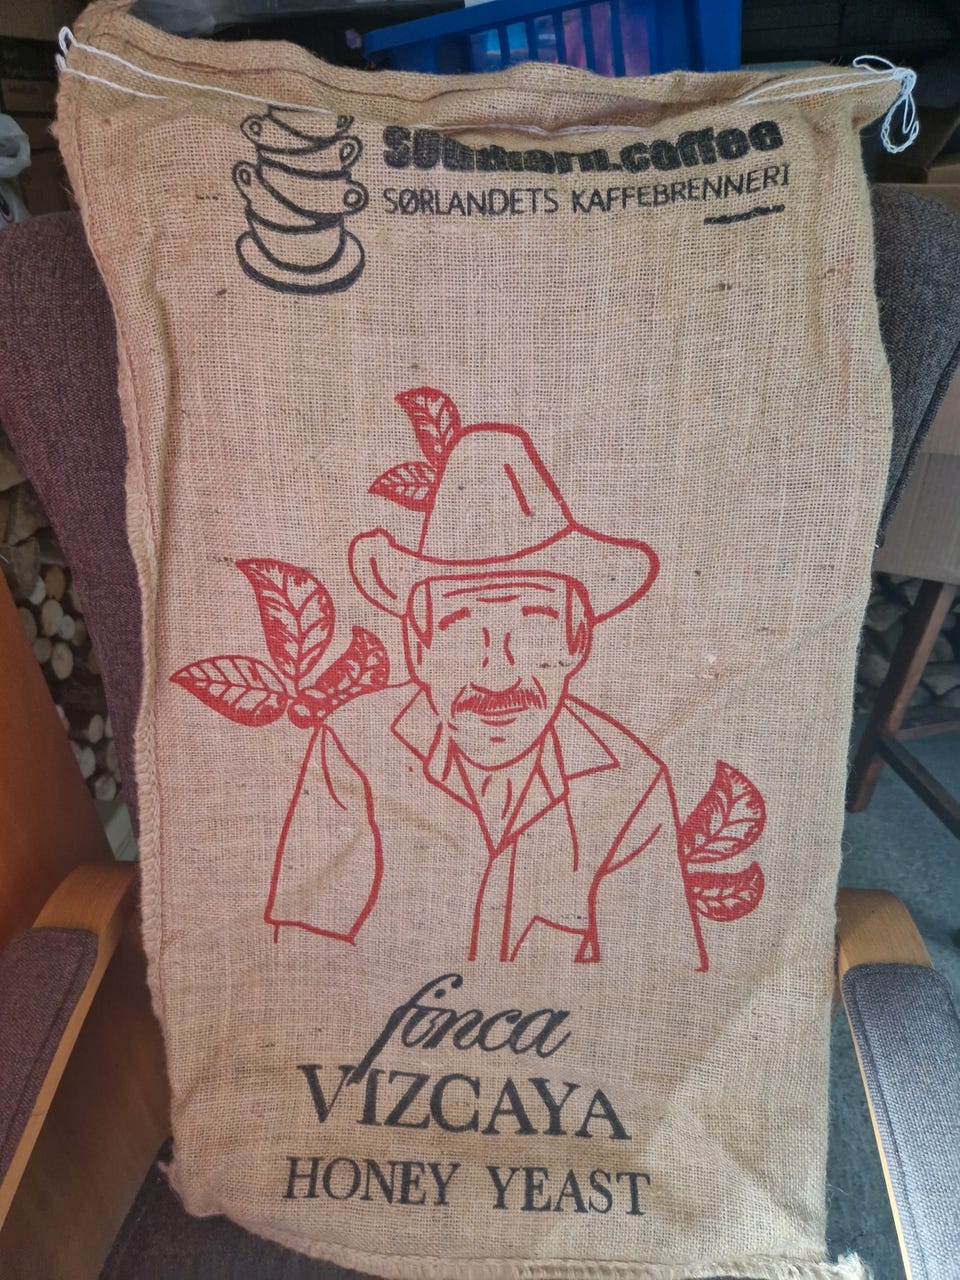 SØRLANDETS KAFFEBRENNERI
finca
VIZCAYA
HONEY YEAST